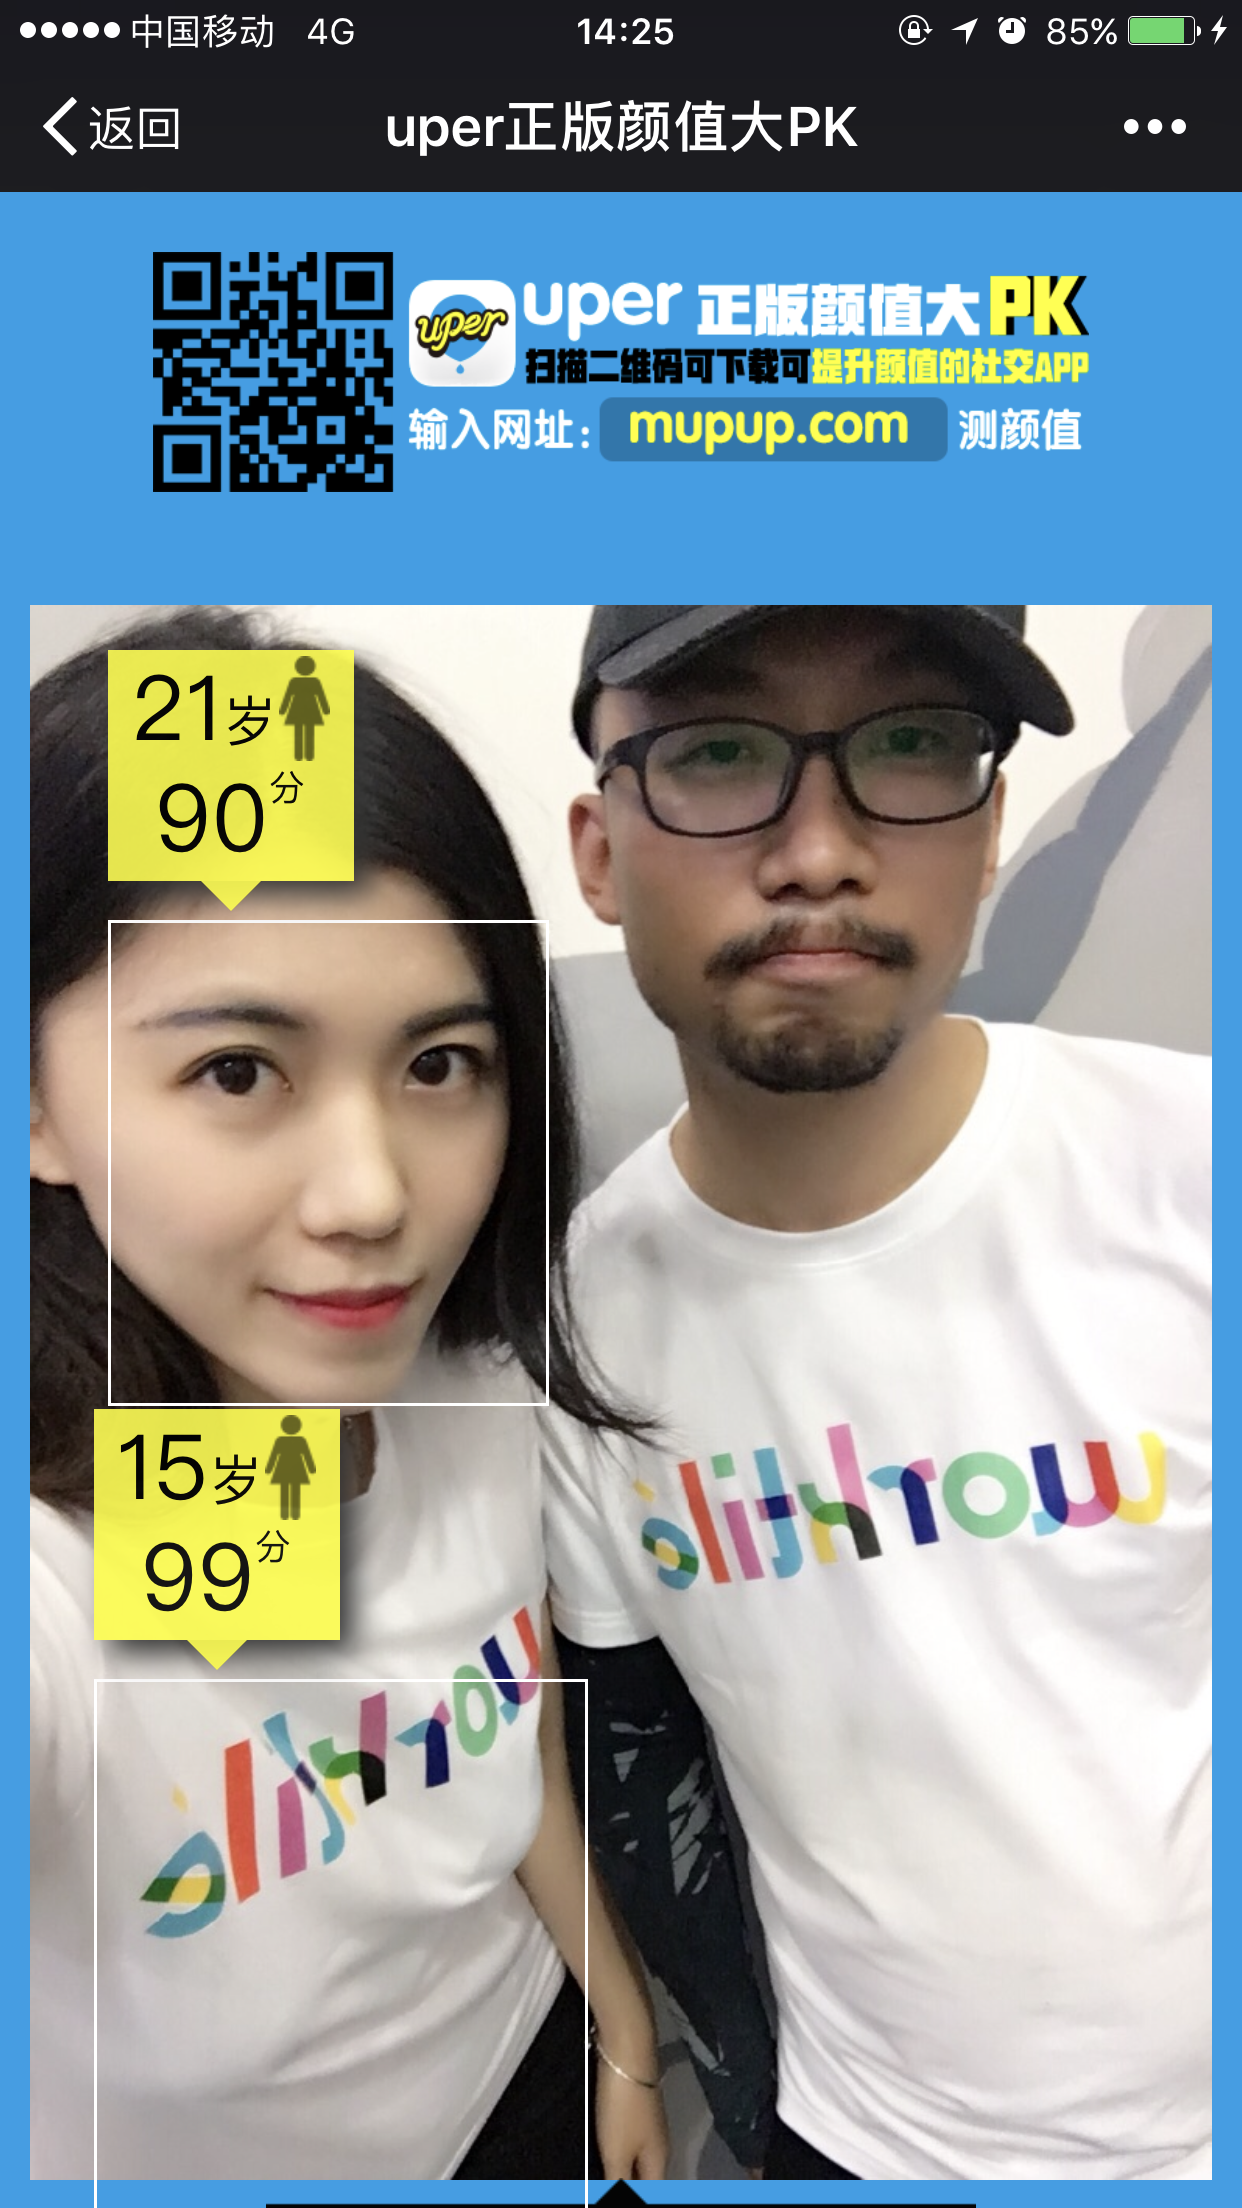 中国移动 4G 14:25 85%
返回 uper正版颜值大PK
uper uper 正版颜值大PK
扫描二维码可下载可提升颜值的社交APP
输入网址: mupup.com 测颜值
21岁
90分
15岁
99分